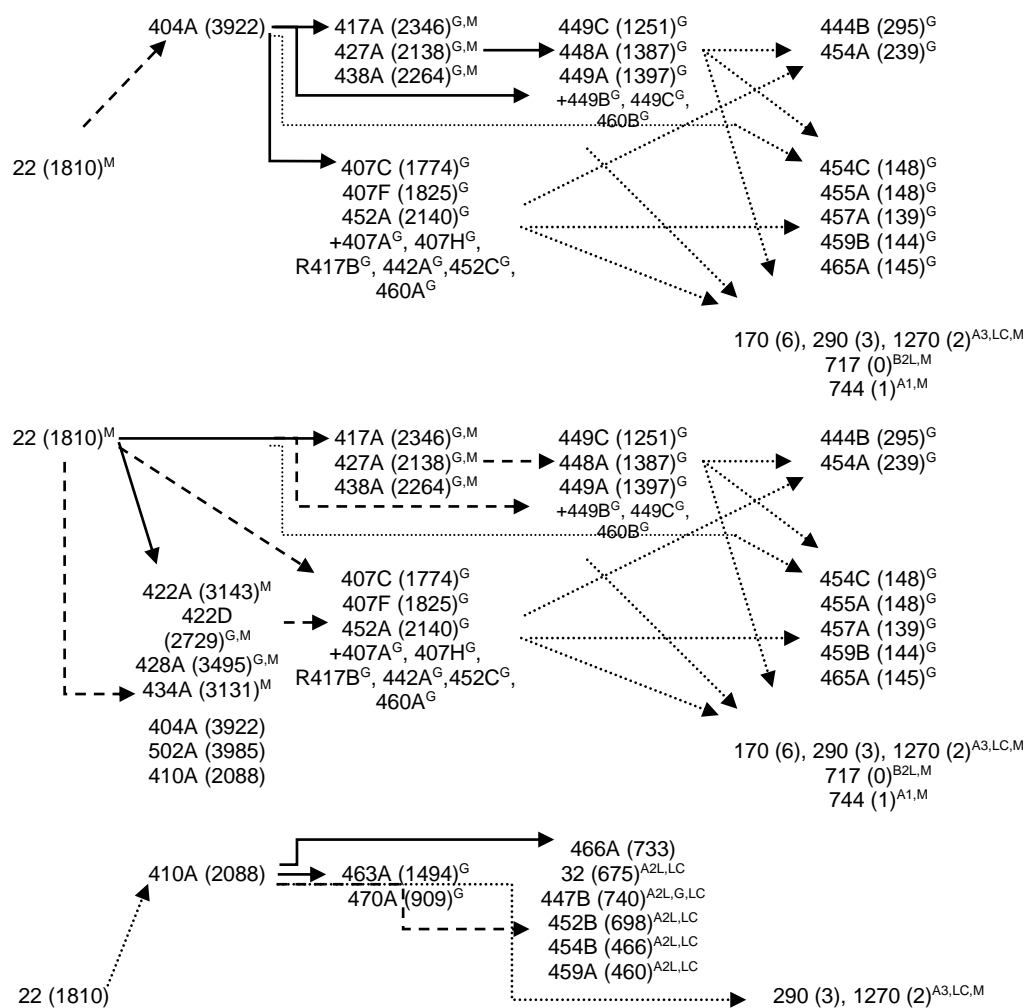 404A (3922)
417A (2346)G,M
427A (2138)G,M
438A (2264)G,M
449C (1251)G
448A (1387)G
449A (1397)G
+449BG, 449CG,
460BG
444B (295)G
454A (239)G
22 (1810)M
407C (1774)G
407F (1825)G
452A (2140)G
+407AG, 407HG,
R417BG, 442AG,452CG,
460AG
454C (148)G
455A (148)G
457A (139)G
459B (144)G
465A (145)G
170 (6), 290 (3), 1270 (2)A3,LC,M
717 (0)B2L,M
744 (1)A1,M
22 (1810)M
417A (2346)G,M
427A (2138)G,M
438A (2264)G,M
449C (1251)G
448A (1387)G
449A (1397)G
+449BG, 449CG,
460BG
444B (295)G
454A (239)G
422A (3143)M
422D
(2729)G,M
428A (3495)G,M
434A (3131)M
404A (3922)
502A (3985)
410A (2088)
407C (1774)G
407F (1825)G
452A (2140)G
+407AG, 407HG,
R417BG, 442AG,452CG,
460AG
454C (148)G
455A (148)G
457A (139)G
459B (144)G
465A (145)G
170 (6), 290 (3), 1270 (2)A3,LC,M
717 (0)B2L,M
744 (1)A1,M
410A (2088)
463A (1494)G
470A (909)G
466A (733)
32 (675)A2L,LC
447B (740)A2L,G,LC
452B (698)A2L,LC
454B (466)A2L,LC
459A (460)A2L,LC
22 (1810)
290 (3), 1270 (2)A3,LC,M